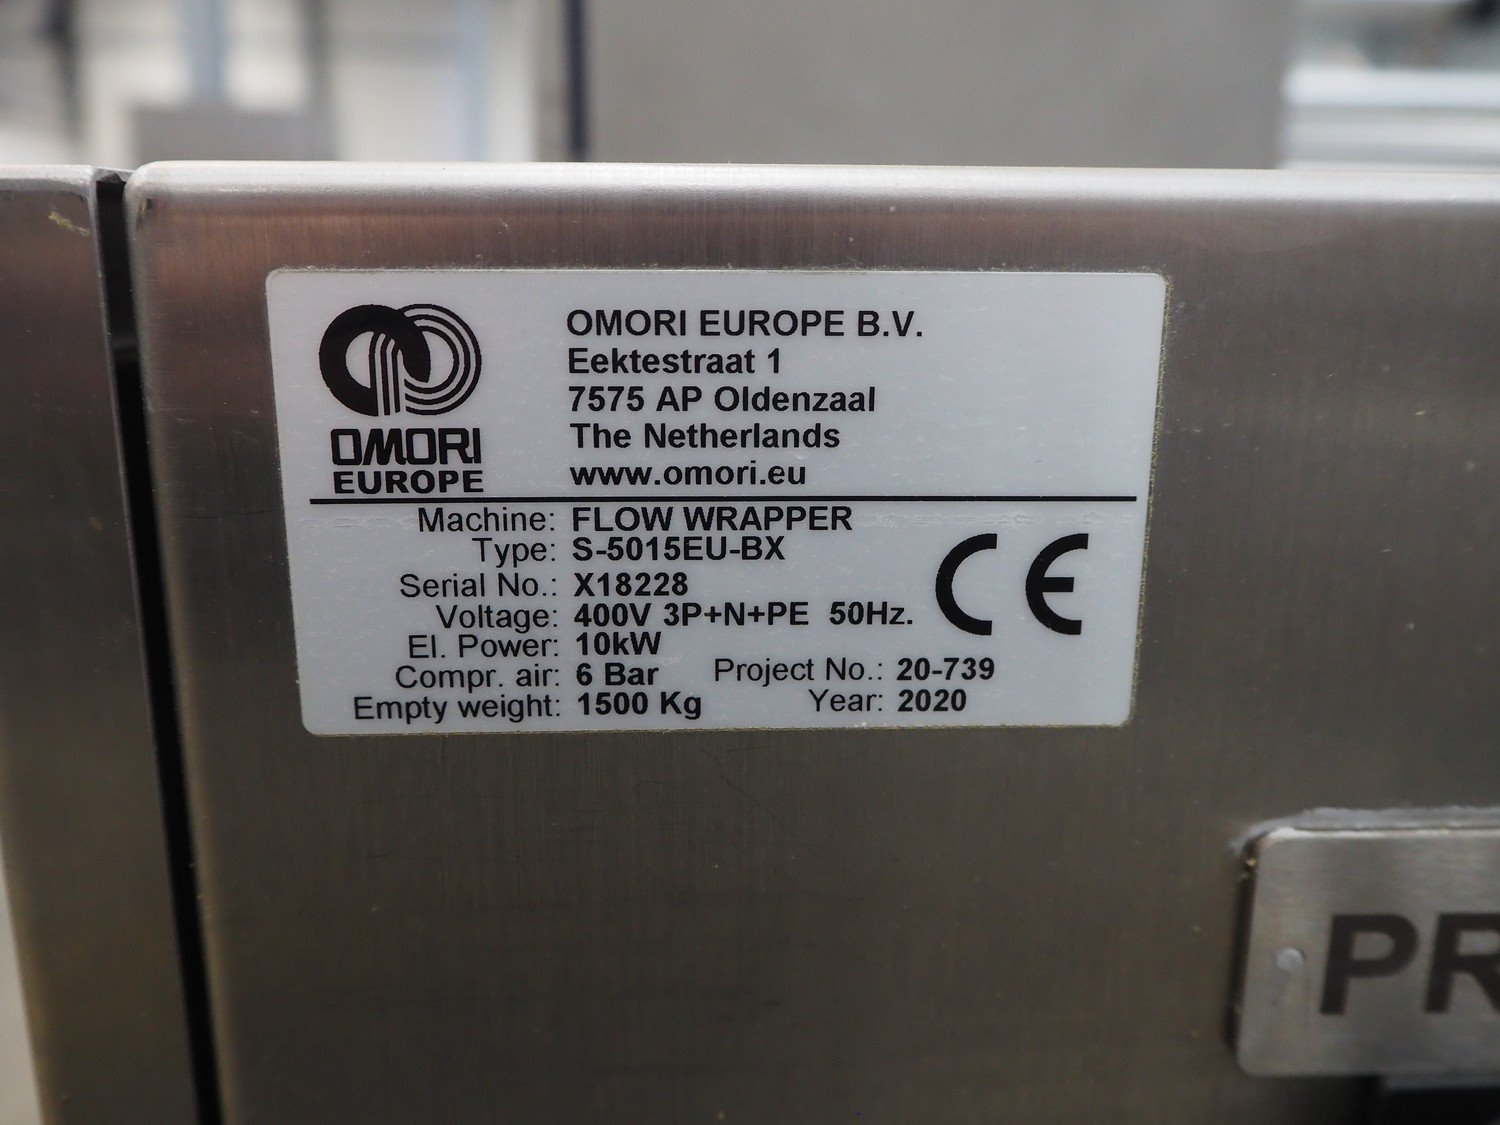 OMORI
EUROPE
OMORI EUROPE B.V.
Eektestraat 1
7575 AP Oldenzaal
The Netherlands
www.omori.eu
Machine: FLOW WRAPPER
Type: S-5015EU-BX
Serial No.: X18228
Voltage: 400V 3P+N+PE 50Hz.
El. Power: 10kW
Compr. air: 6 Bar Project No.: 20-739
Empty weight: 1500 Kg Year: 2020
CE
PR